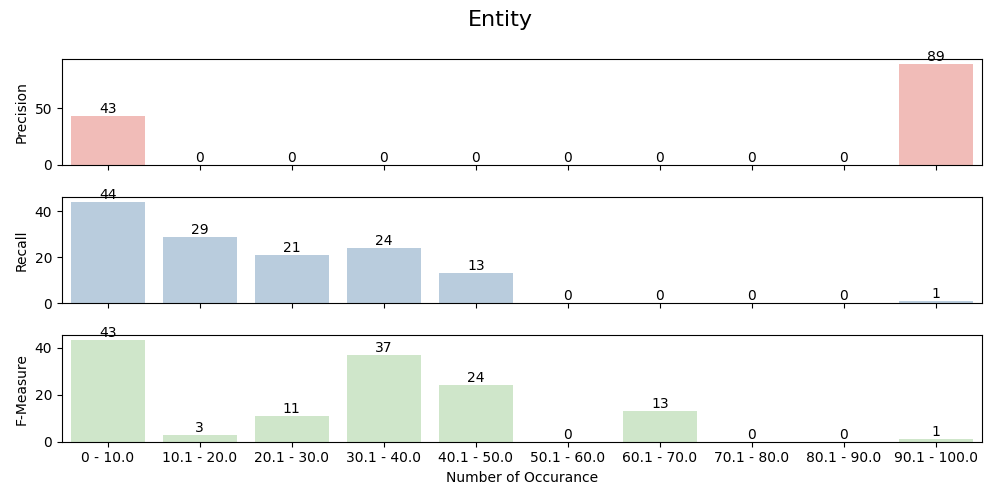 Entity
Precision
50
0
43
0
0
0
0
0
0
0
0
89
Recall
40
20
0
44
29
21
24
13
0
0
0
0
1
F-Measure
40
20
0
43
3
11
37
24
0
13
0
0
1
0 - 10.0
10.1 - 20.0
20.1 - 30.0
30.1 - 40.0
40.1 - 50.0
50.1 - 60.0
60.1 - 70.0
70.1 - 80.0
80.1 - 90.0
90.1 - 100.0
Number of Occurance